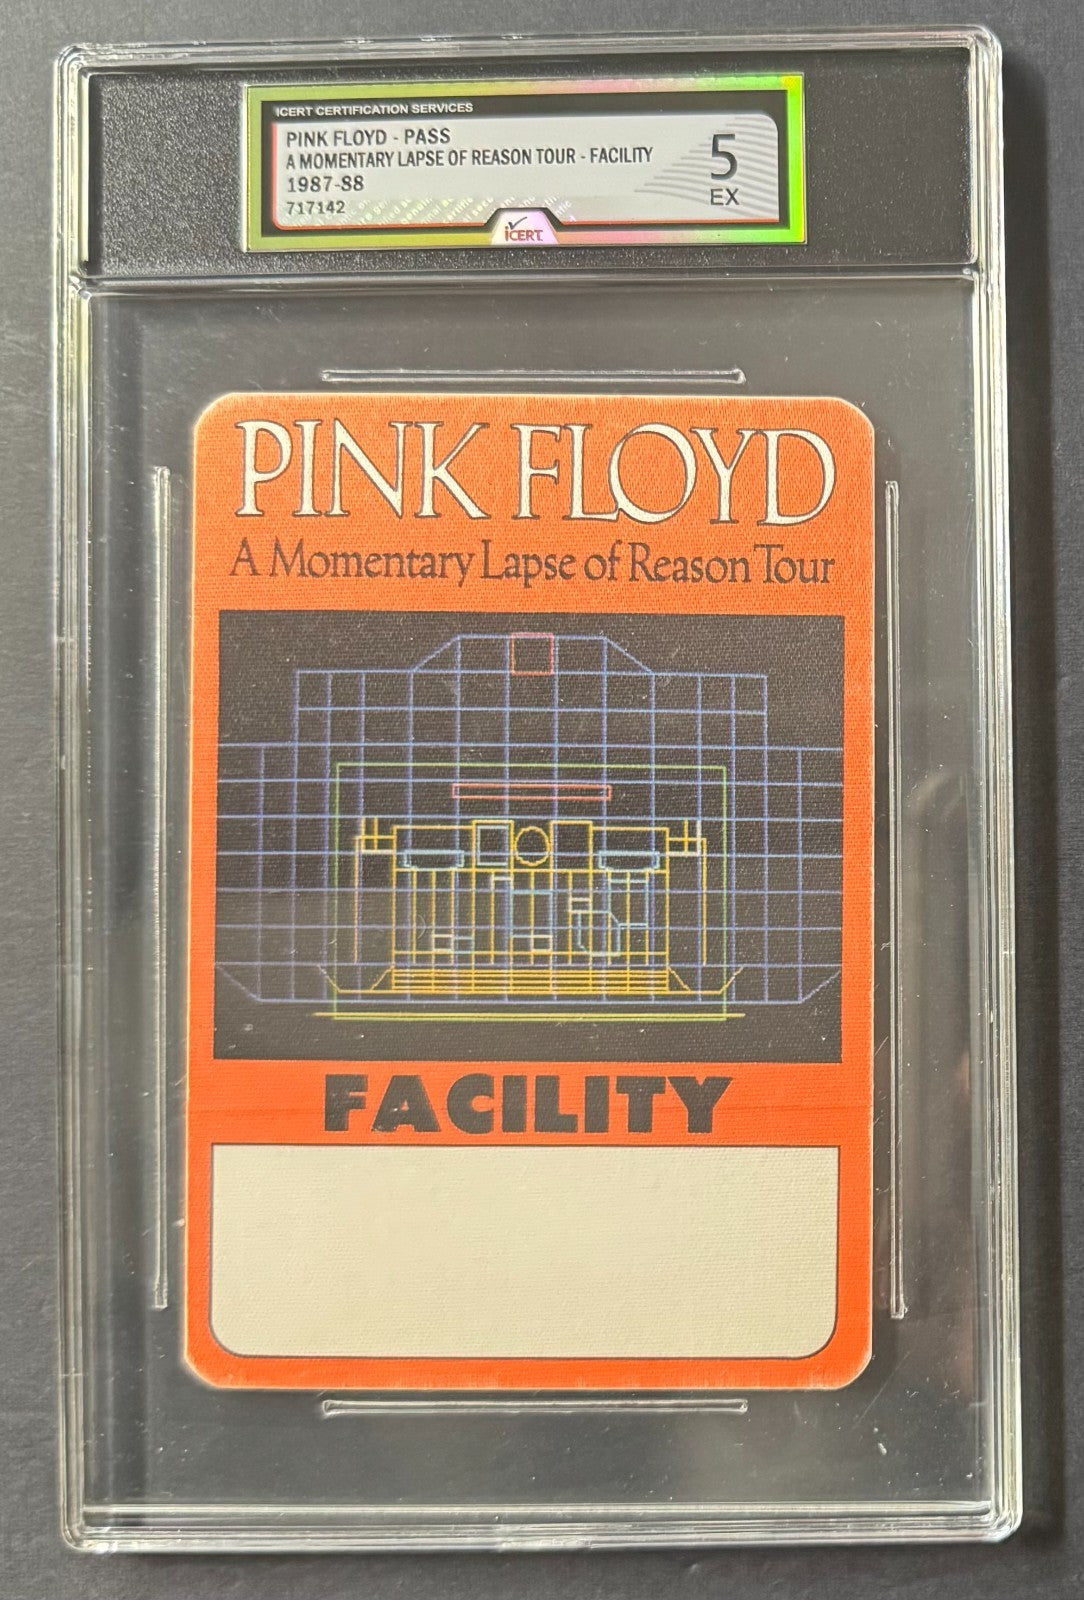 ICERT CERTIFICATION SERVICES
PINK FLOYD - PASS
A MOMENTARY LAPSE OF REASON TOUR - FACILITY
1987-88
717142
5
EX
iCERT
PINK FLOYD
A Momentary Lapse of Reason Tour
FACILITY